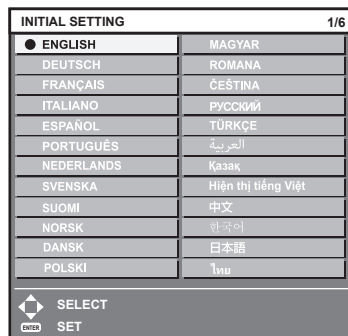 INITIAL SETTING 1/6
ENGLISH
DEUTSCH
FRANÇAIS
ITALIANO
ESPAÑOL
PORTUGUÊS
NEDERLANDS
SVENSKA
SUOMI
NORSK
DANSK
POLSKI
MAGYAR
ROMANA
ČEŠTINA
РУССКИЙ
TÜRKÇE
العربية
Қазақ
Hiện thị tiếng Việt
中文
한국어
日本語
ไทย
SELECT
ENTER SET